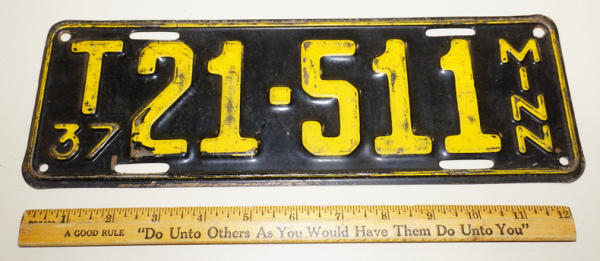 T 21·511 MINN
37
1 2 3 4 5 6 7 8 9 10 11 12
A GOOD RULE "Do Unto Others As You Would Have Them Do Unto You"